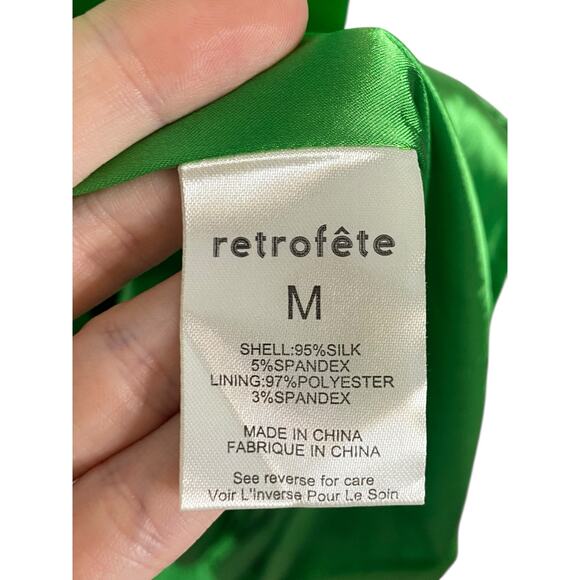 retrofête
M
SHELL:95%SILK
5%SPANDEX
LINING:97%POLYESTER
3%SPANDEX
MADE IN CHINA
FABRIQUE IN CHINA
See reverse for care
Voir L'Inverse Pour Le Soin